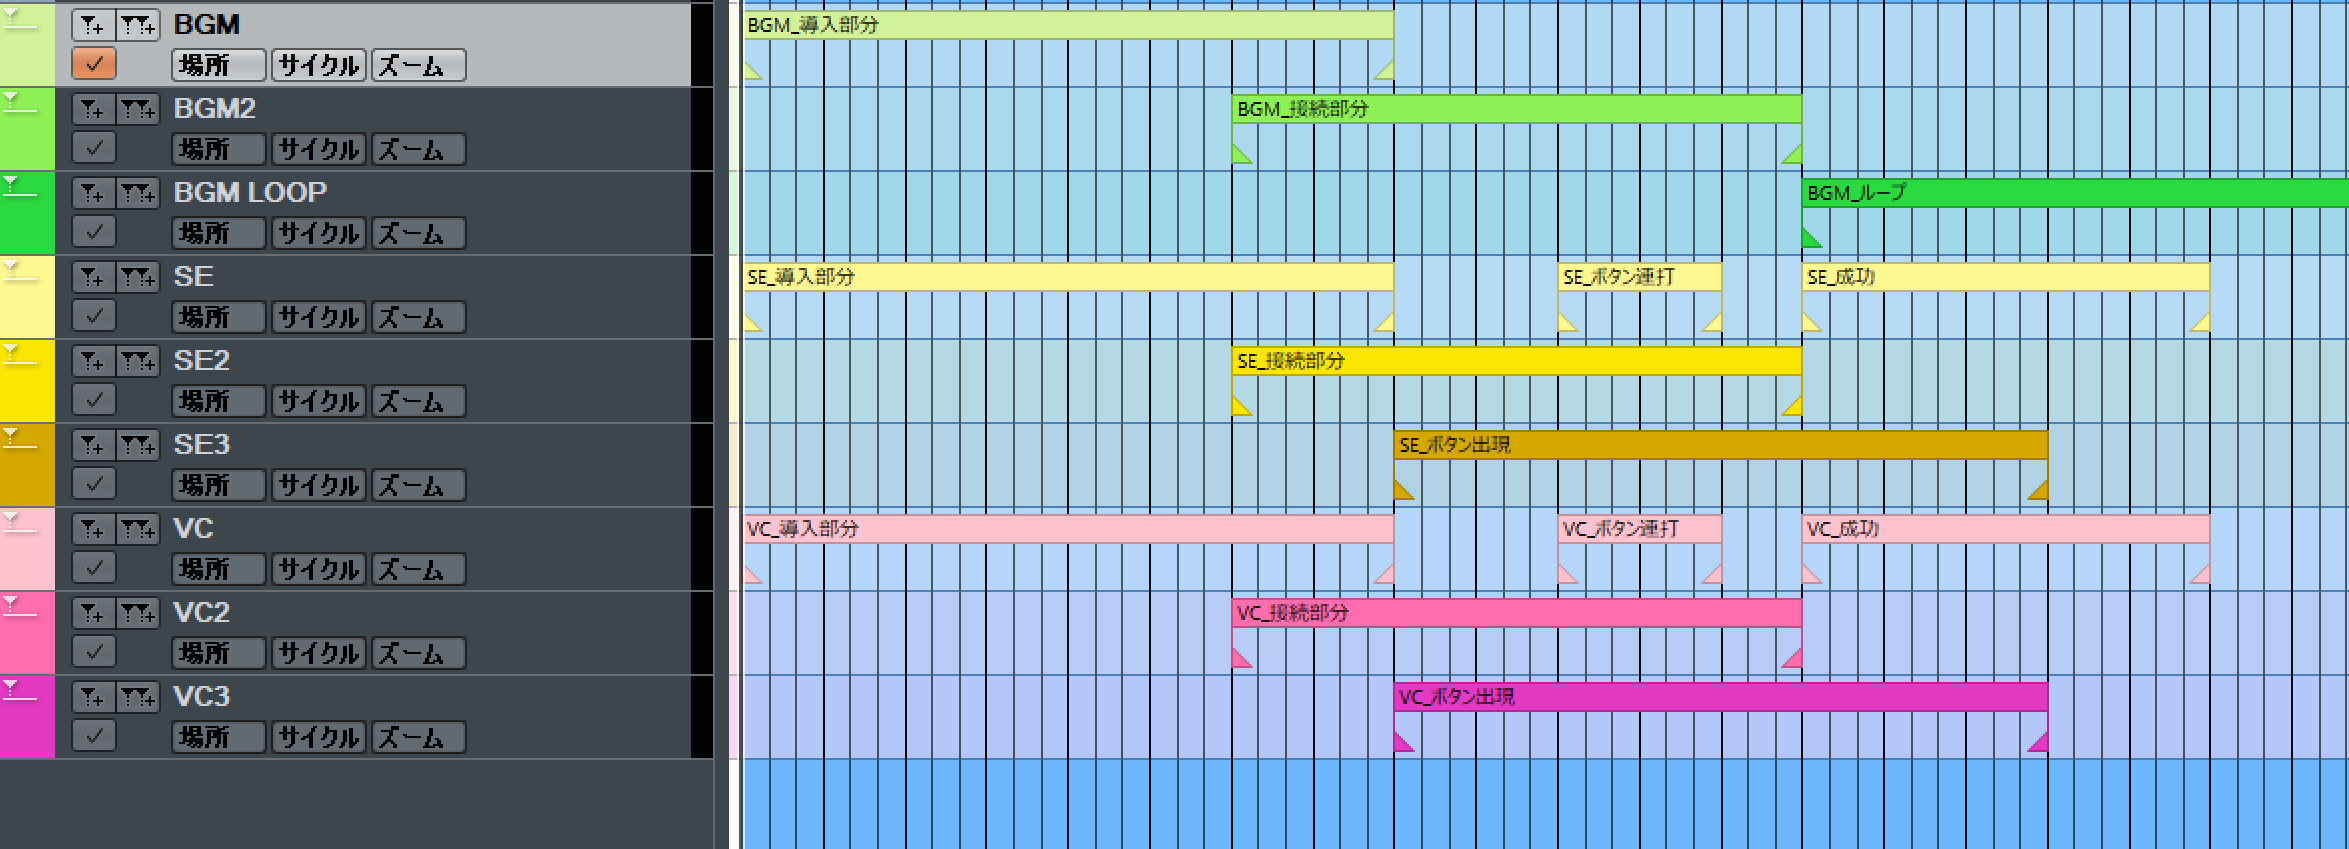 BGM
場所 サイクル ズーム
BGM_導入部分
BGM2
場所 サイクル ズーム
BGM_接続部分
BGM LOOP
場所 サイクル ズーム
BGM_ループ
SE
場所 サイクル ズーム
SE_導入部分 SE_ボタン連打 SE_成功
SE2
場所 サイクル ズーム
SE_接続部分
SE3
場所 サイクル ズーム
SE_ボタン出現
VC
場所 サイクル ズーム
VC_導入部分 VC_ボタン連打 VC_成功
VC2
場所 サイクル ズーム
VC_接続部分
VC3
場所 サイクル ズーム
VC_ボタン出現